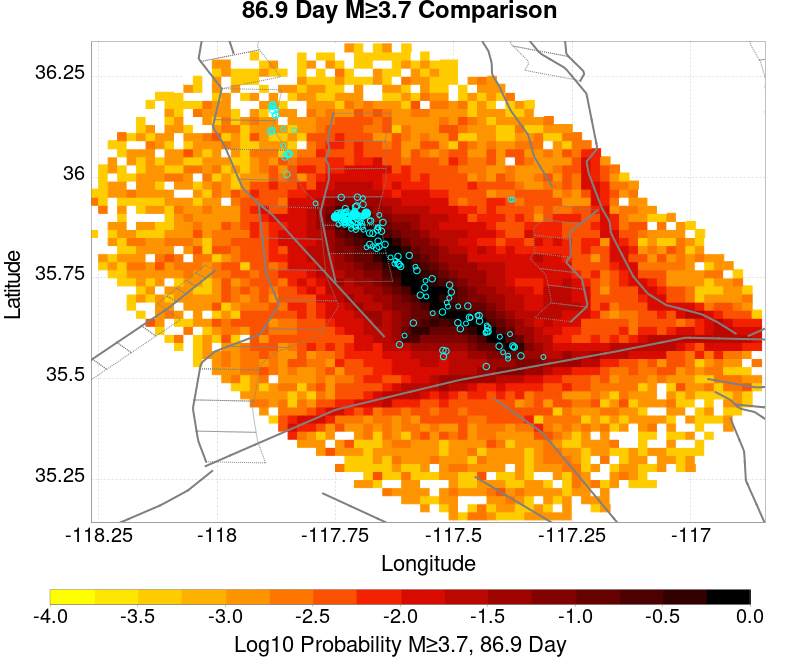 86.9 Day M≥3.7 Comparison
36.25
36
35.75
35.5
35.25
Latitude
-118.25 -118 -117.75 -117.5 -117.25 -117
Longitude
-4.0 -3.5 -3.0 -2.5 -2.0 -1.5 -1.0 -0.5 0.0
Log10 Probability M≥3.7, 86.9 Day